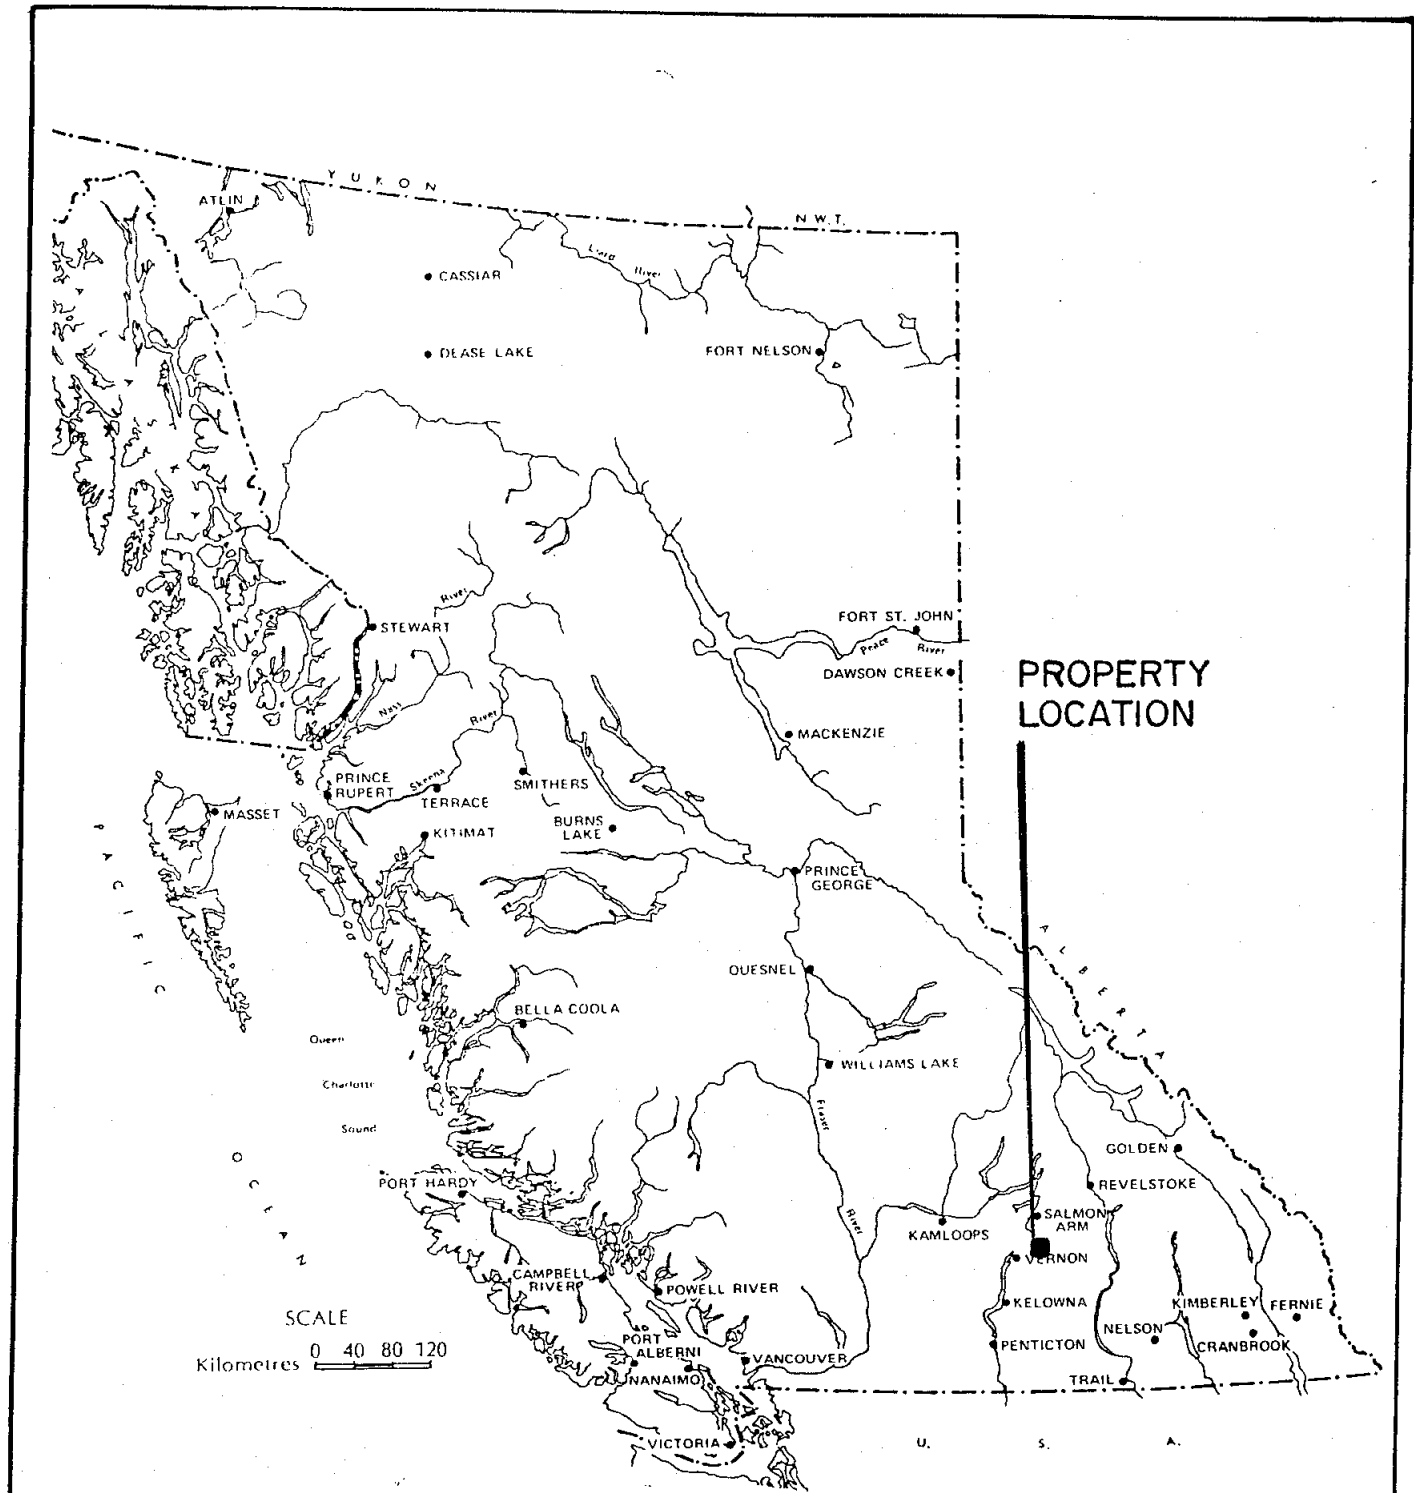 YUKON
N.W.T.
ATLIN
Liard River
CASSIAR
DEASE LAKE
FORT NELSON
ALASKA
River
STEWART
FORT ST. JOHN
Peace River
DAWSON CREEK
PROPERTY
LOCATION
Nass
River
MACKENZIE
Skeena
PRINCE
RUPERT
SMITHERS
TERRACE
MASSET
KITIMAT
BURNS
LAKE
PRINCE
GEORGE
PACIFIC
ALBERTA
QUESNEL
BELLA COOLA
Queen
WILLIAMS LAKE
Charlotte
Fraser
Sound
OCEAN
GOLDEN
PORT HARDY
REVELSTOKE
River
SALMON
ARM
KAMLOOPS
VERNON
CAMPBELL
RIVER
POWELL RIVER
KELOWNA
KIMBERLEY
FERNIE
SCALE
PORT
ALBERNI
NELSON
CRANBROOK
PENTICTON
Kilometres 0 40 80 120
VANCOUVER
NANAIMO
TRAIL
VICTORIA
U. S. A.